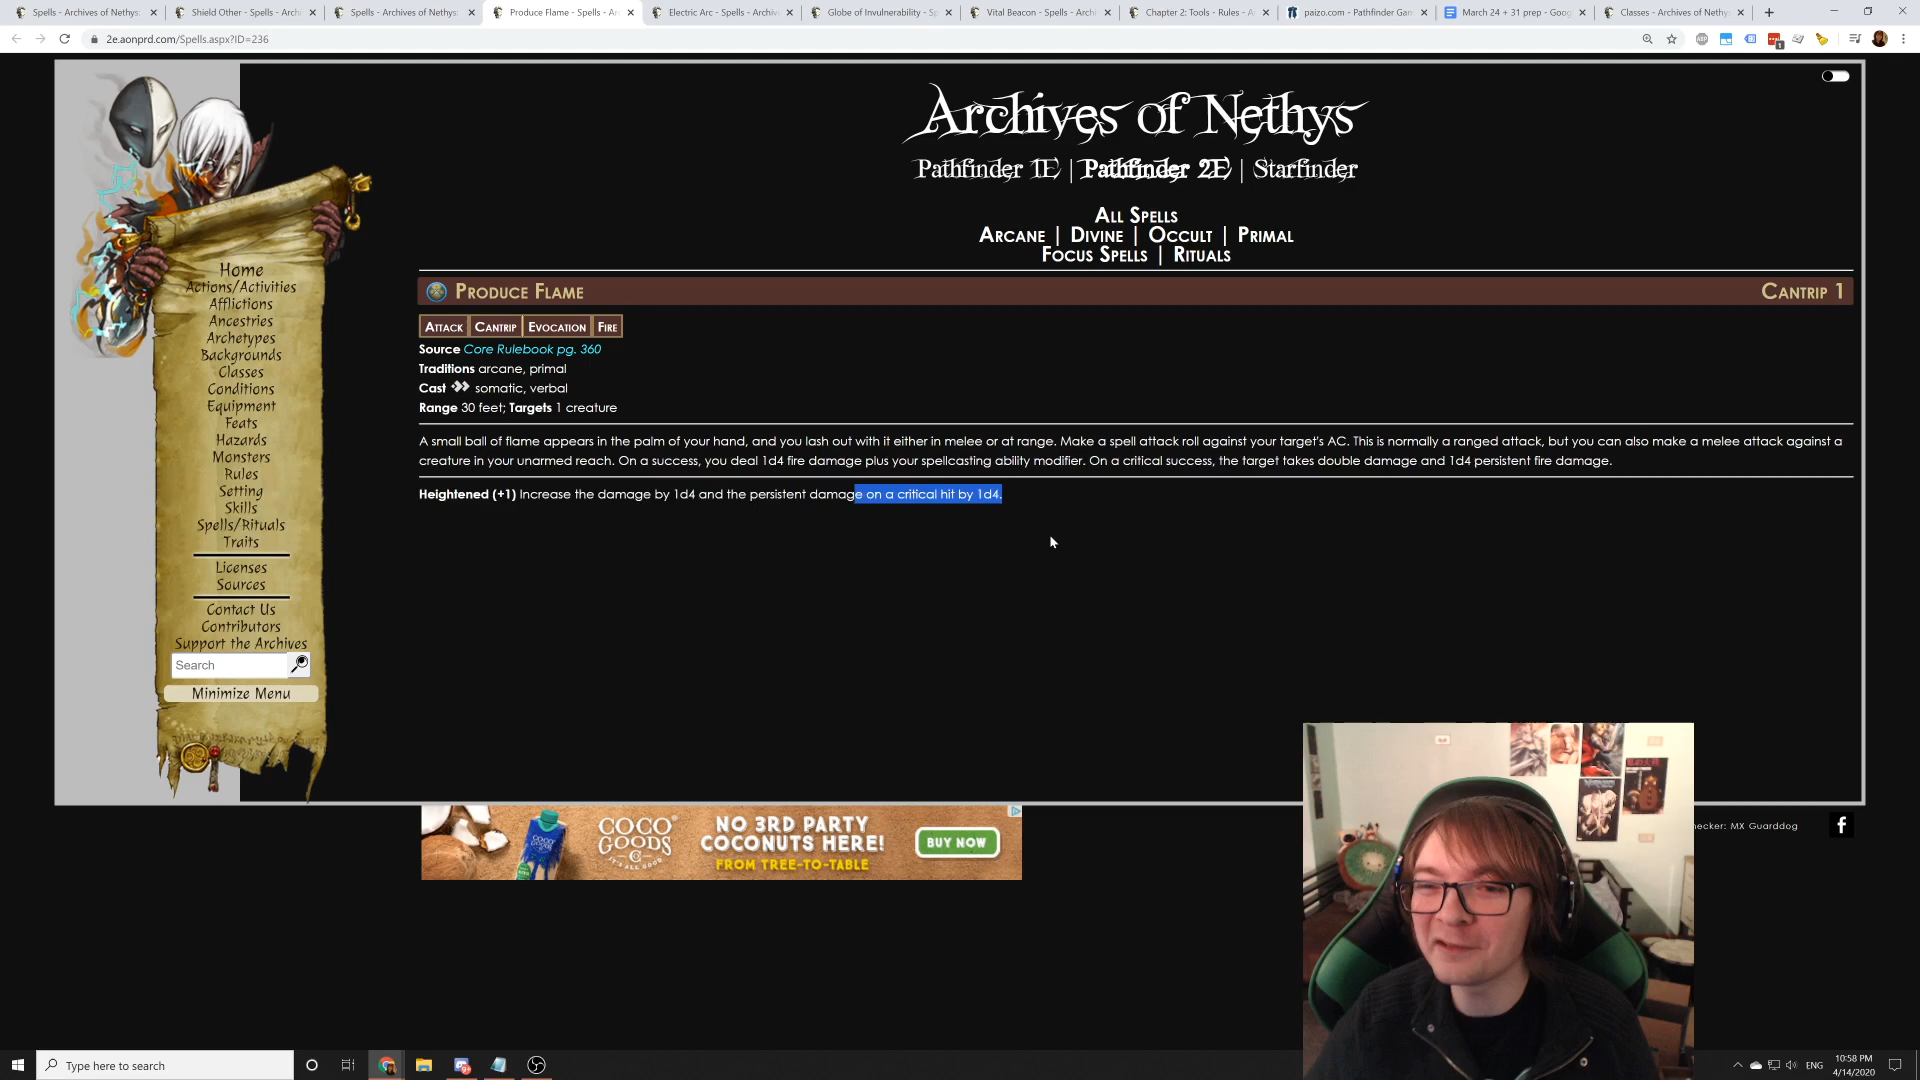 Spells - Archives of Nethys:
Shield Other - Spells - Arch
Spells - Archives of Nethys:
Produce Flame - Spells - Arc
Electric Arc - Spells - Archive
Globe of Invulnerability - Sp
Vital Beacon - Spells - Archi
Chapter 2: Tools - Rules - A
paizo.com - Pathfinder Gam
March 24 + 31 prep - Goog
Classes - Archives of Nethys
2e.aonprd.com/Spells.aspx?ID=236
Archives of Nethys
Pathfinder 1E | Pathfinder 2E | Starfinder
All Spells
Arcane | Divine | Occult | Primal
Focus Spells | Rituals
Home
Actions/Activities
Afflictions
Ancestries
Archetypes
Backgrounds
Classes
Conditions
Equipment
Feats
Hazards
Monsters
Rules
Setting
Skills
Spells/Rituals
Traits
Licenses
Sources
Contact Us
Contributors
Support the Archives
Search
Minimize Menu
Produce Flame Cantrip 1
Attack Cantrip Evocation Fire
Source Core Rulebook pg. 360
Traditions arcane, primal
Cast somatic, verbal
Range 30 feet; Targets 1 creature
A small ball of flame appears in the palm of your hand, and you lash out with it either in melee or at range. Make a spell attack roll against your target's AC. This is normally a ranged attack, but you can also make a melee attack against a
creature in your unarmed reach. On a success, you deal 1d4 fire damage plus your spellcasting ability modifier. On a critical success, the target takes double damage and 1d4 persistent fire damage.
Heightened (+1) Increase the damage by 1d4 and the persistent damage on a critical hit by 1d4.
COCO GOODS CO
IT'S ALL GOOD
NO 3RD PARTY
COCONUTS HERE!
FROM TREE-TO-TABLE
BUY NOW
ecker: MX Guarddog
Type here to search
ENG
10:58 PM
4/14/2020